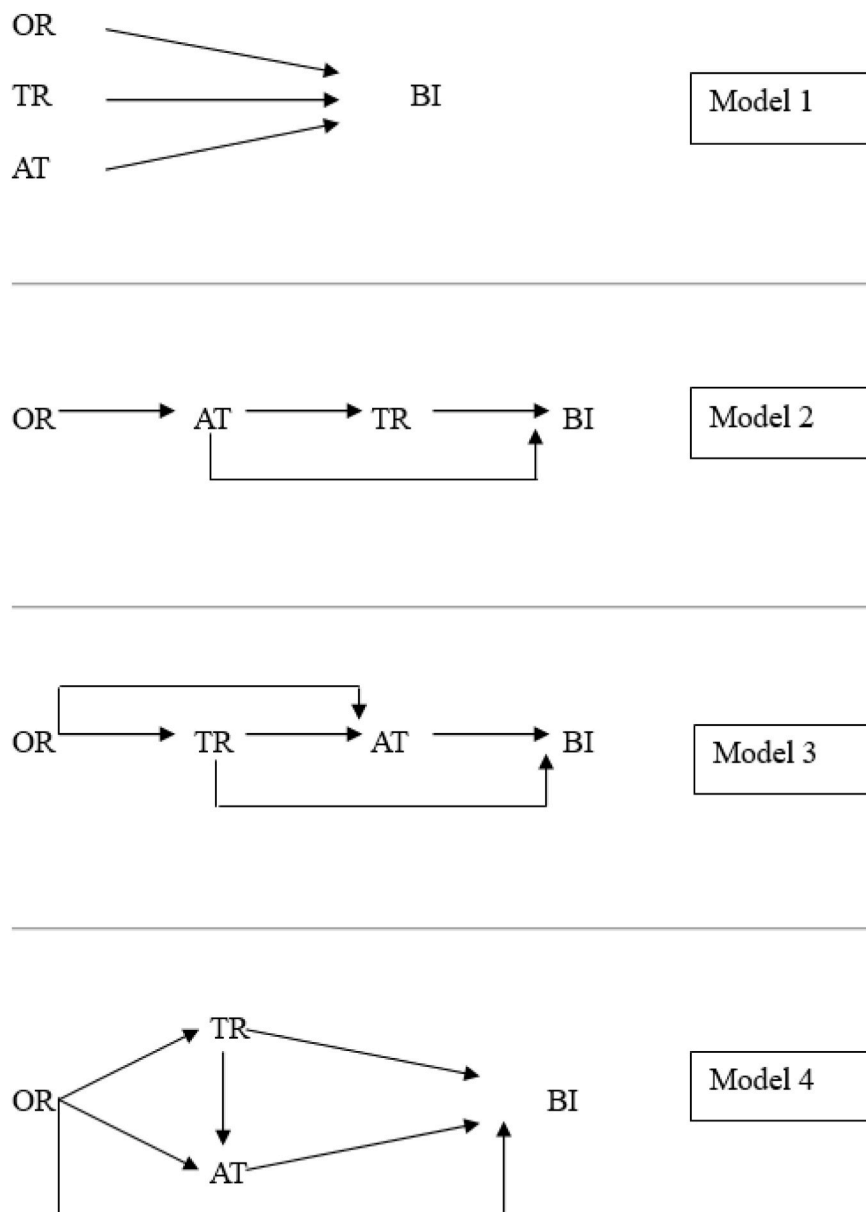 OR
TR BI Model 1
AT
OR AT TR BI Model 2
OR TR AT BI Model 3
TR
OR BI Model 4
AT